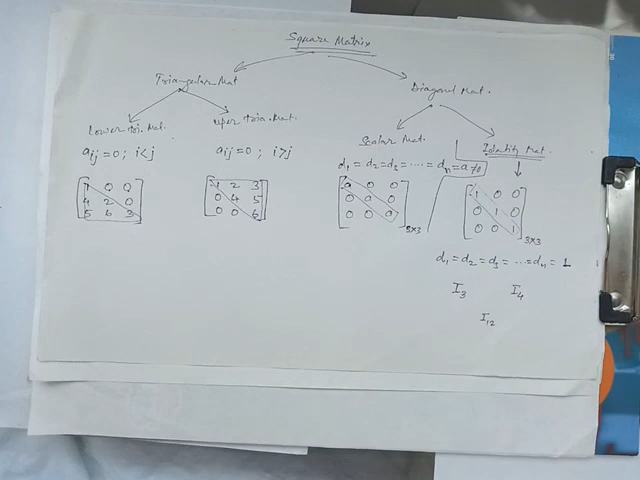 Square Matrix
Triangular Mat
Diagonal Mat.
Lower tri. Mat.
Upper tria. Mat.
Scalar Mat.
Identity Mat.
aij = 0 ; i<j
aij = 0 ; i>j
d1 = d2 = d3 = ..... = dn = a ≠ 0
1 0 0
4 2 0
5 6 3
1 2 3
0 4 5
0 0 6
a 0 0
0 a 0
0 0 a
3×3
1 0 0
0 1 0
0 0 1
3×3
d1 = d2 = d3 = ... = dn = 1
I3
I4
I12